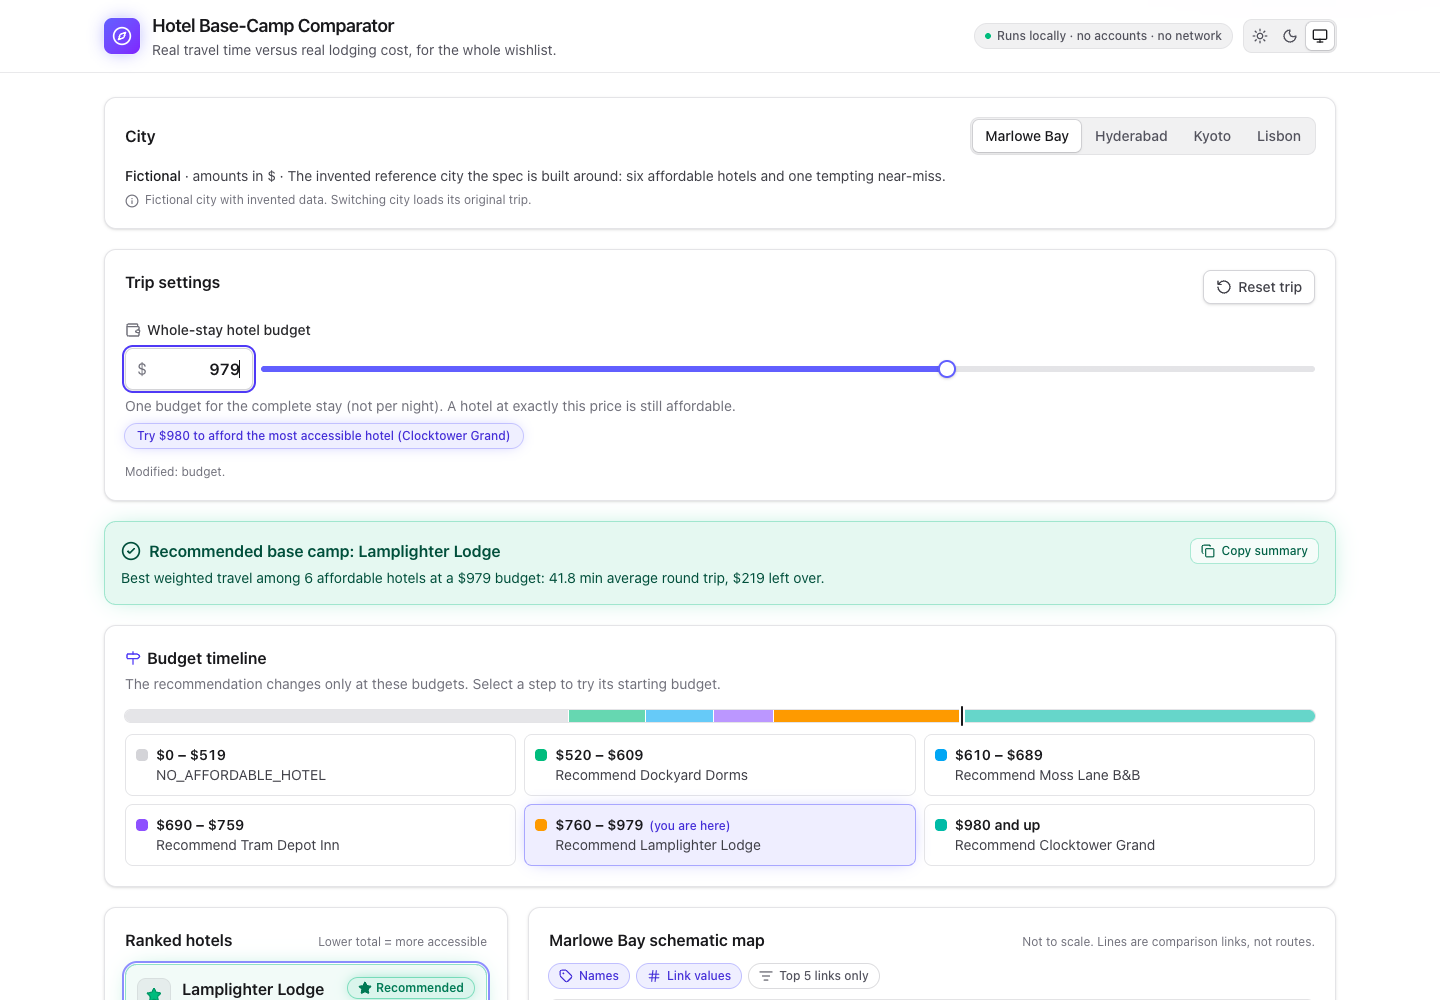 Hotel Base-Camp Comparator
Real travel time versus real lodging cost, for the whole wishlist.
Runs locally · no accounts · no network
City
Marlowe Bay
Hyderabad
Kyoto
Lisbon
Fictional · amounts in $ · The invented reference city the spec is built around: six affordable hotels and one tempting near-miss.
Fictional city with invented data. Switching city loads its original trip.
Trip settings
Reset trip
Whole-stay hotel budget
$ 979
One budget for the complete stay (not per night). A hotel at exactly this price is still affordable.
Try $980 to afford the most accessible hotel (Clocktower Grand)
Modified: budget.
Recommended base camp: Lamplighter Lodge
Copy summary
Best weighted travel among 6 affordable hotels at a $979 budget: 41.8 min average round trip, $219 left over.
Budget timeline
The recommendation changes only at these budgets. Select a step to try its starting budget.
$0 – $519
NO_AFFORDABLE_HOTEL
$520 – $609
Recommend Dockyard Dorms
$610 – $689
Recommend Moss Lane B&B
$690 – $759
Recommend Tram Depot Inn
$760 – $979 (you are here)
Recommend Lamplighter Lodge
$980 and up
Recommend Clocktower Grand
Ranked hotels
Lower total = more accessible
Lamplighter Lodge
Recommended
Marlowe Bay schematic map
Not to scale. Lines are comparison links, not routes.
Names
Link values
Top 5 links only